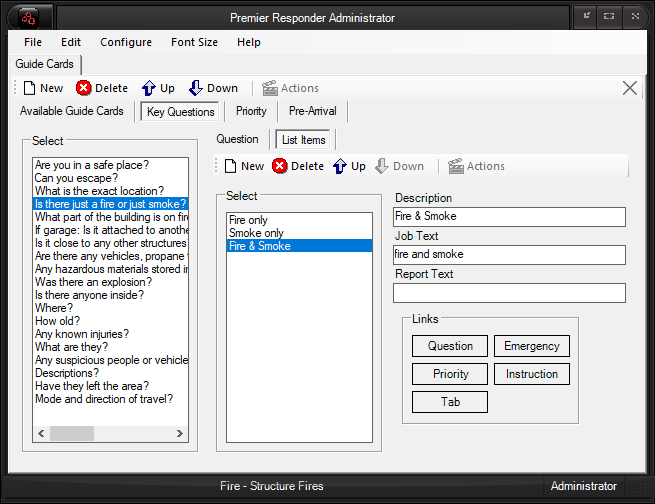 Premier Responder Administrator
File Edit Configure Font Size Help
Guide Cards
New Delete Up Down Actions
Available Guide Cards Key Questions Priority Pre-Arrival
Select
Are you in a safe place?
Can you escape?
What is the exact location?
Is there just a fire or just smoke?
What part of the building is on fire
If garage: Is it attached to anothe
Is it close to any other structures
Are there any vehicles, propane
Any hazardous materials stored in
Was there an explosion?
Is there anyone inside?
Where?
How old?
Any known injuries?
What are they?
Any suspicious people or vehicle
Descriptions?
Have they left the area?
Mode and direction of travel?
Question List Items
New Delete Up Down Actions
Select
Fire only
Smoke only
Fire & Smoke
Description
Fire & Smoke
Job Text
fire and smoke
Report Text
Links
Question Emergency
Priority Instruction
Tab
Fire - Structure Fires Administrator